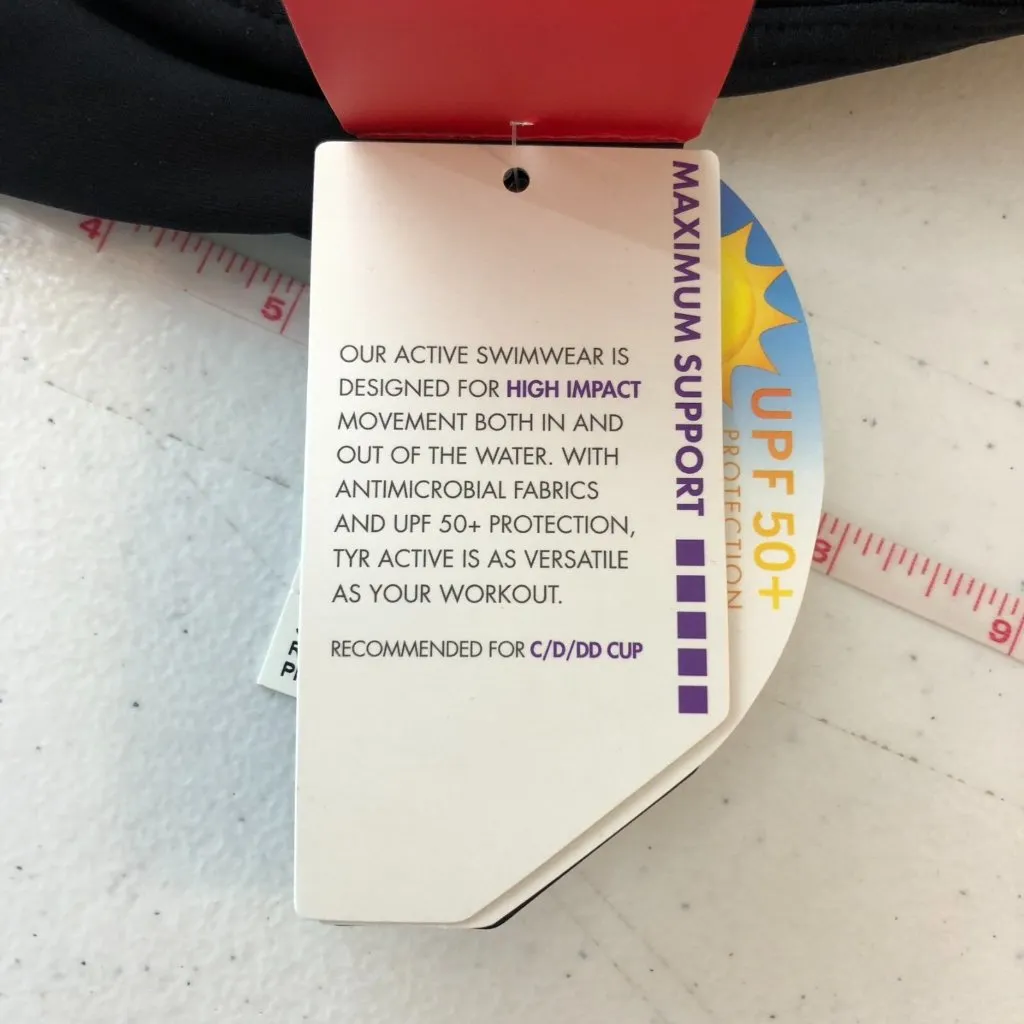 OUR ACTIVE SWIMWEAR IS
DESIGNED FOR HIGH IMPACT
MOVEMENT BOTH IN AND
OUT OF THE WATER. WITH
ANTIMICROBIAL FABRICS
AND UPF 50+ PROTECTION,
TYR ACTIVE IS AS VERSATILE
AS YOUR WORKOUT.
RECOMMENDED FOR C/D/DD CUP
MAXIMUM SUPPORT
UPF 50+
PROTECTION
4
5
8
9